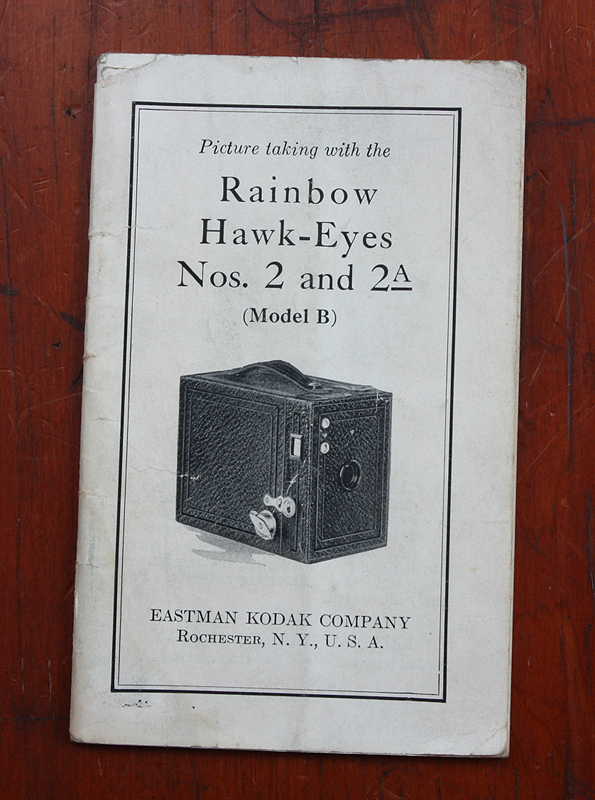 Picture taking with the
Rainbow
Hawk-Eyes
Nos. 2 and 2A
(Model B)
EASTMAN KODAK COMPANY
ROCHESTER, N. Y., U. S. A.